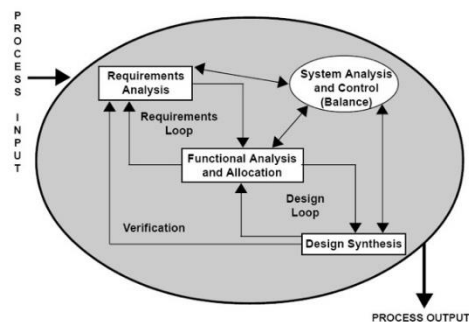 PROCESS INPUT
Requirements
Analysis
System Analysis
and Control
(Balance)
Requirements
Loop
Functional Analysis
and Allocation
Design
Loop
Verification
Design Synthesis
PROCESS OUTPUT